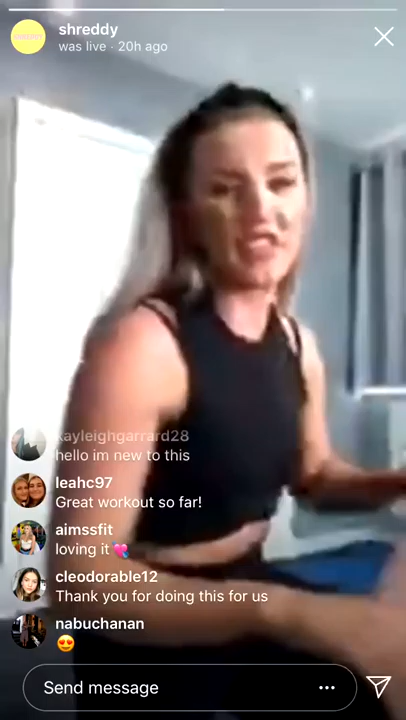 shreddy
was live · 20h ago
kayleighgarrard28
hello im new to this
leahc97
Great workout so far!
aimssfit
loving it 💘
cleodorable12
Thank you for doing this for us
nabuchanan
😍
Send message